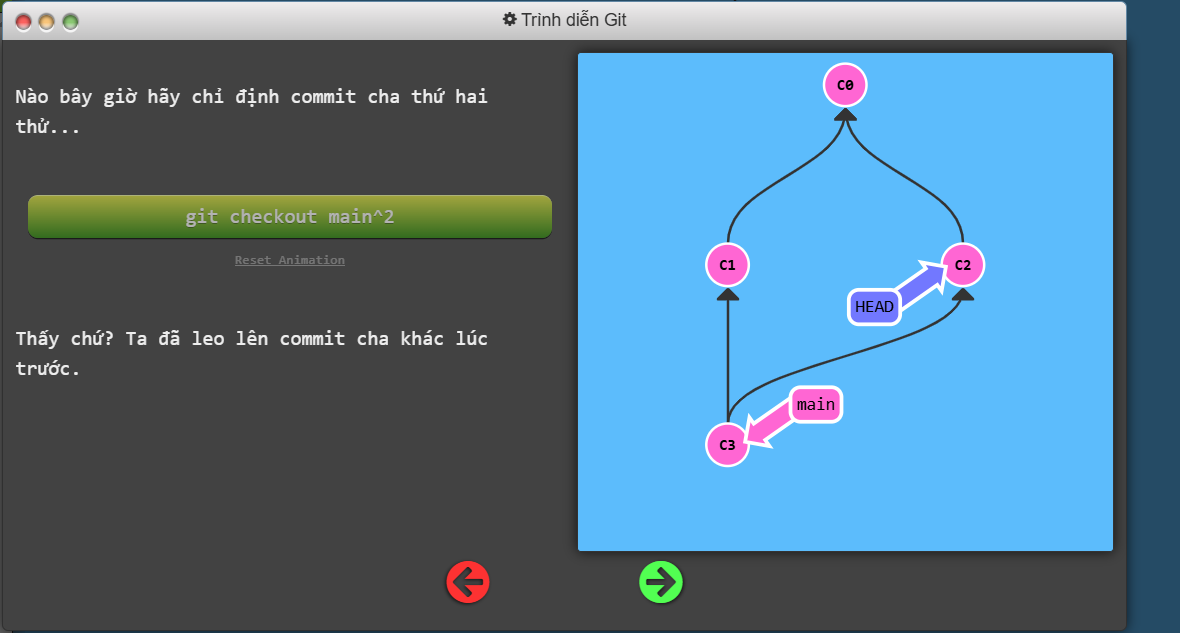 Trình diễn Git
Nào bây giờ hãy chỉ định commit cha thứ hai
thử...
git checkout main^2
Reset Animation
Thấy chứ? Ta đã leo lên commit cha khác lúc
trước.
C0
C1
C2
HEAD
main
C3